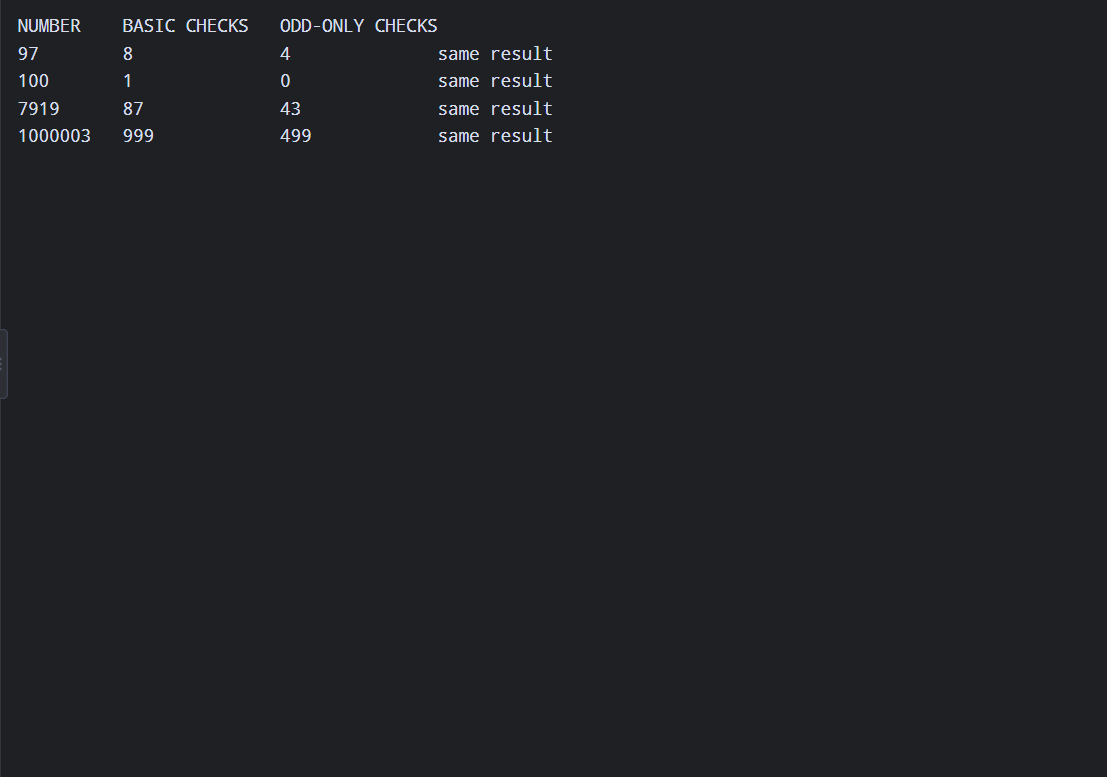 NUMBER    BASIC CHECKS   ODD-ONLY CHECKS
97        8              4              same result
100       1              0              same result
7919      87             43             same result
1000003   999            499            same result